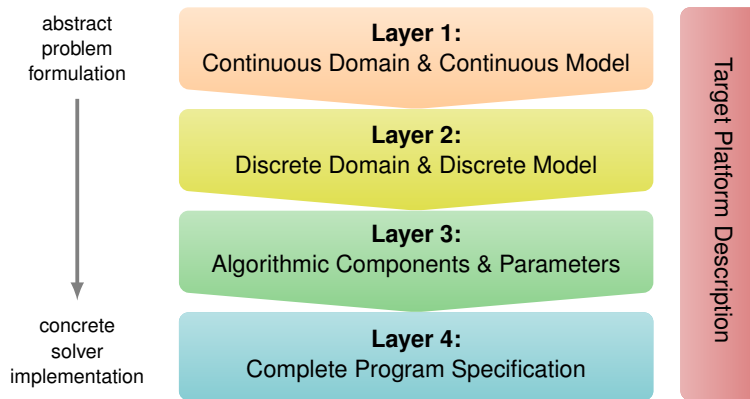 abstract
problem
formulation
Layer 1:
Continuous Domain & Continuous Model
Layer 2:
Discrete Domain & Discrete Model
Layer 3:
Algorithmic Components & Parameters
concrete
solver
implementation
Layer 4:
Complete Program Specification
Target Platform Description